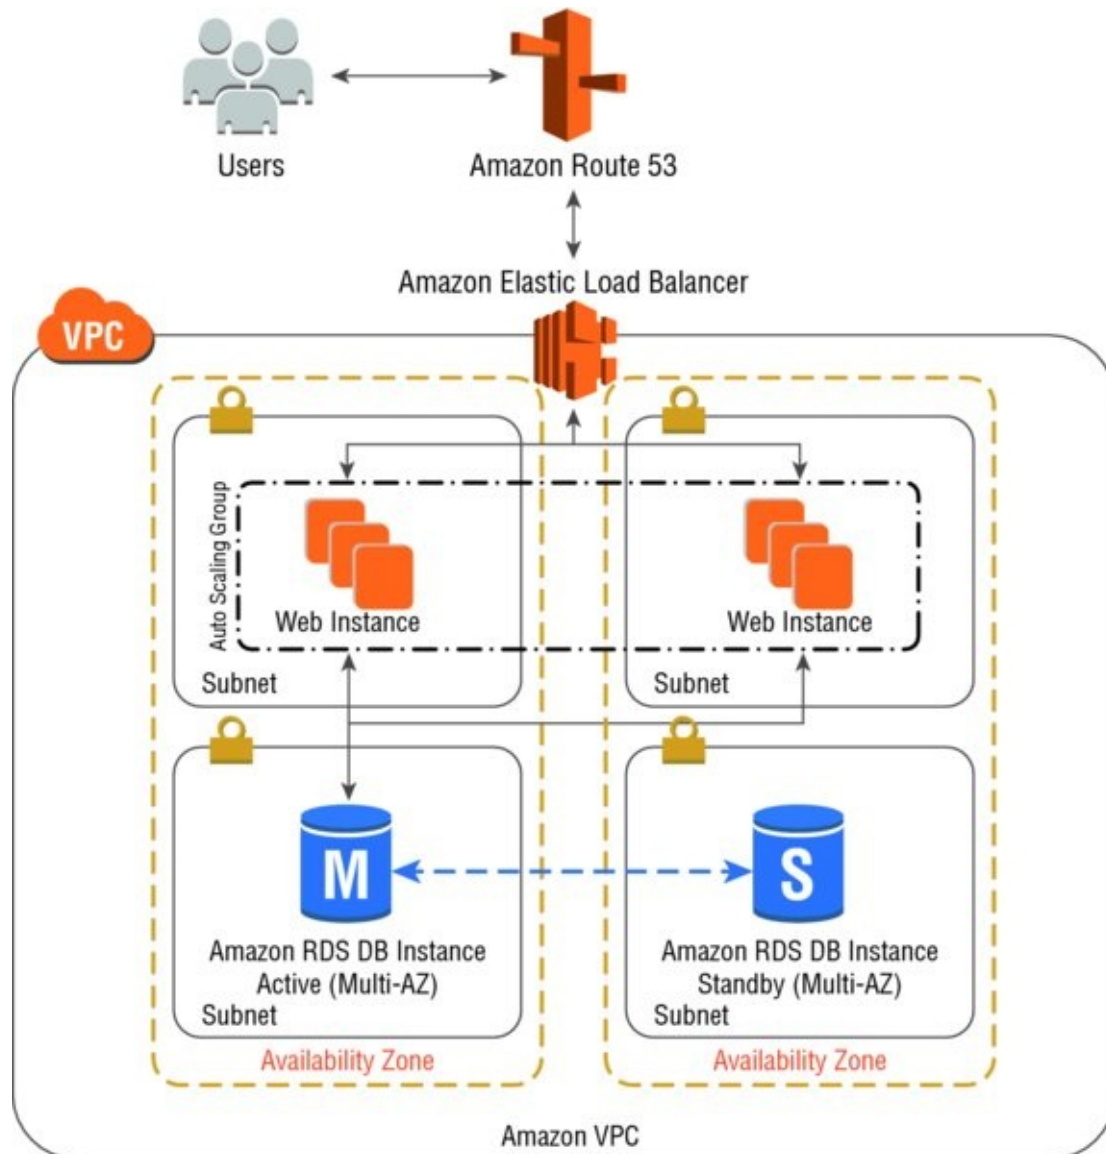 Users
Amazon Route 53
Amazon Elastic Load Balancer
VPC
Auto Scaling Group
Web Instance
Web Instance
Subnet
Subnet
M
S
Amazon RDS DB Instance
Active (Multi-AZ)
Amazon RDS DB Instance
Standby (Multi-AZ)
Subnet
Subnet
Availability Zone
Availability Zone
Amazon VPC